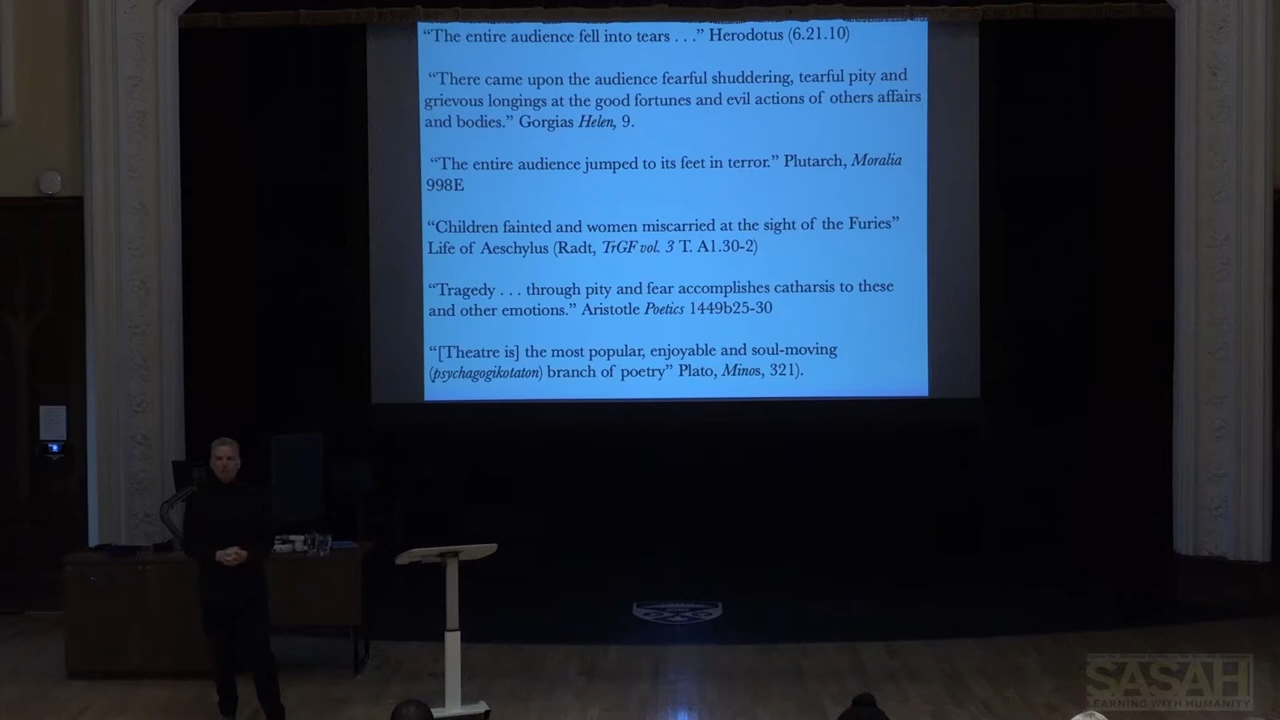 “The entire audience fell into tears . . .” Herodotus (6.21.10)
“There came upon the audience fearful shuddering, tearful pity and
grievous longings at the good fortunes and evil actions of others affairs
and bodies.” Gorgias Helen, 9.
“The entire audience jumped to its feet in terror.” Plutarch, Moralia
998E
“Children fainted and women miscarried at the sight of the Furies”
Life of Aeschylus (Radt, TrGF vol. 3 T. A1.30-2)
“Tragedy . . . through pity and fear accomplishes catharsis to these
and other emotions.” Aristotle Poetics 1449b25-30
“[Theatre is] the most popular, enjoyable and soul-moving
(psychagogikotaton) branch of poetry” Plato, Minos, 321).
SASAH
LEARNING WITH HUMANITY